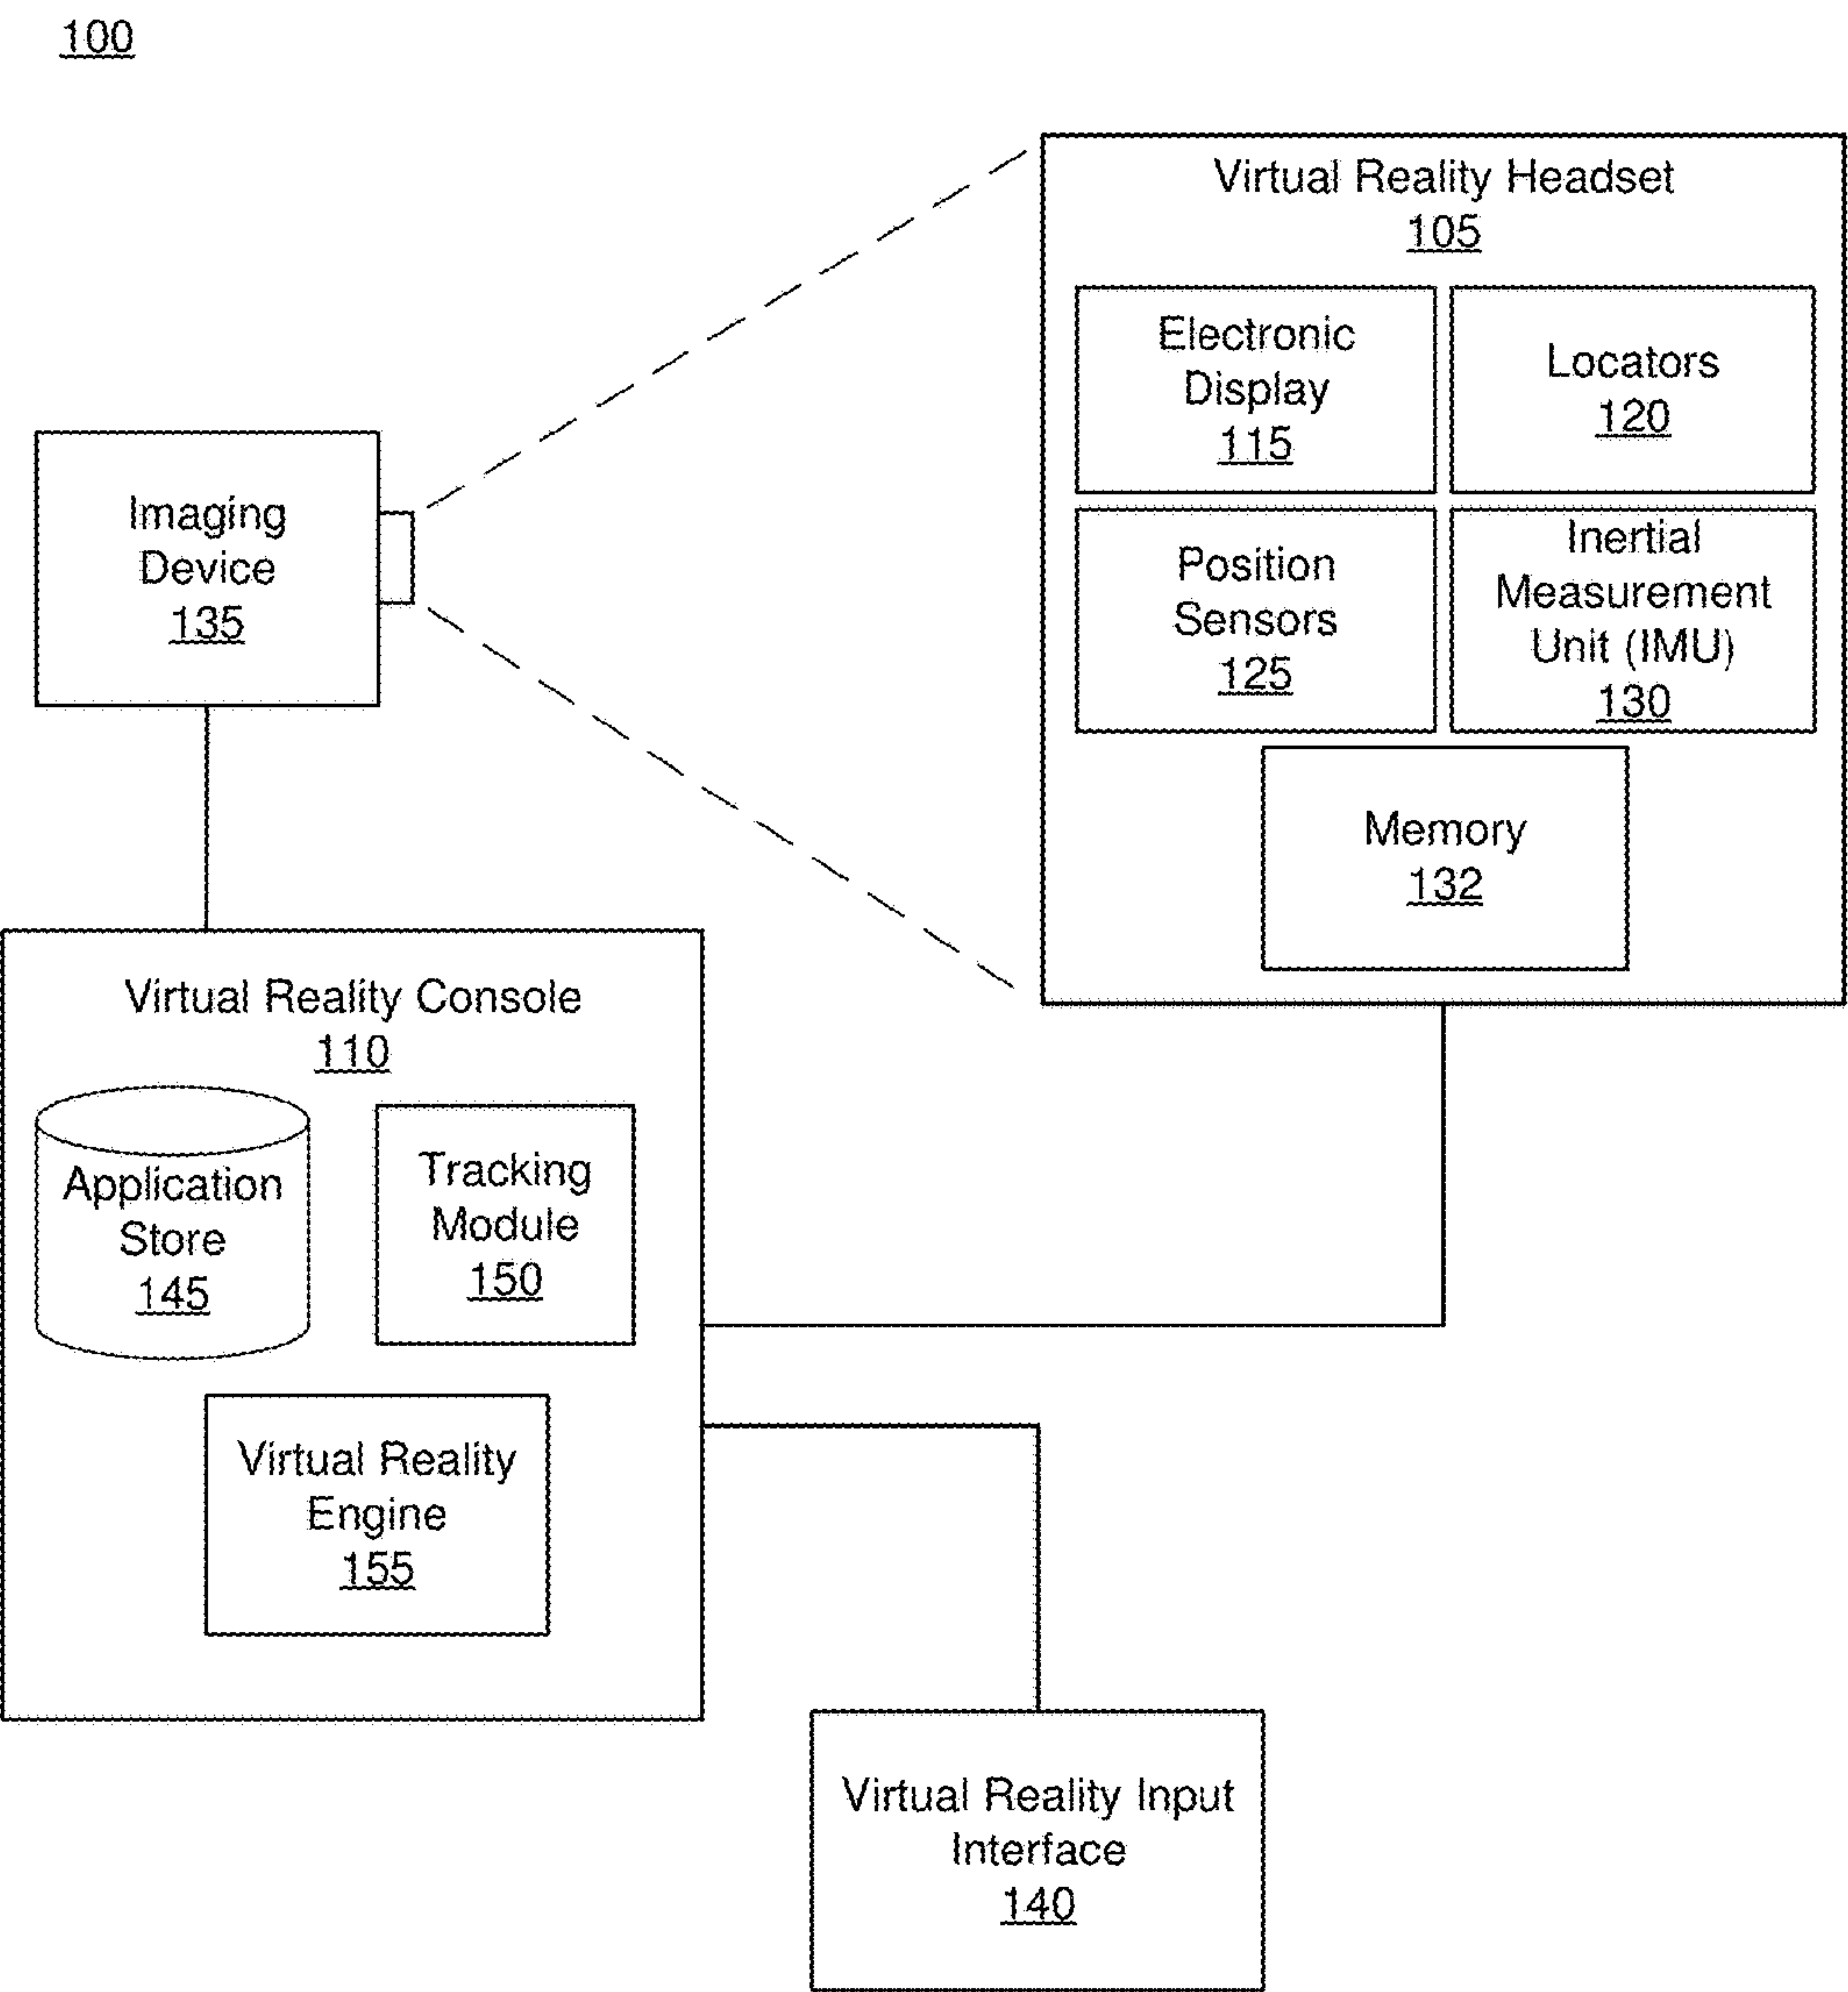 100
Virtual Reality Headset
105
Electronic
Display
115
Locators
120
Position
Sensors
125
Inertial
Measurement
Unit (IMU)
130
Memory
132
Imaging
Device
135
Virtual Reality Console
110
Application
Store
145
Tracking
Module
150
Virtual Reality
Engine
155
Virtual Reality Input
Interface
140